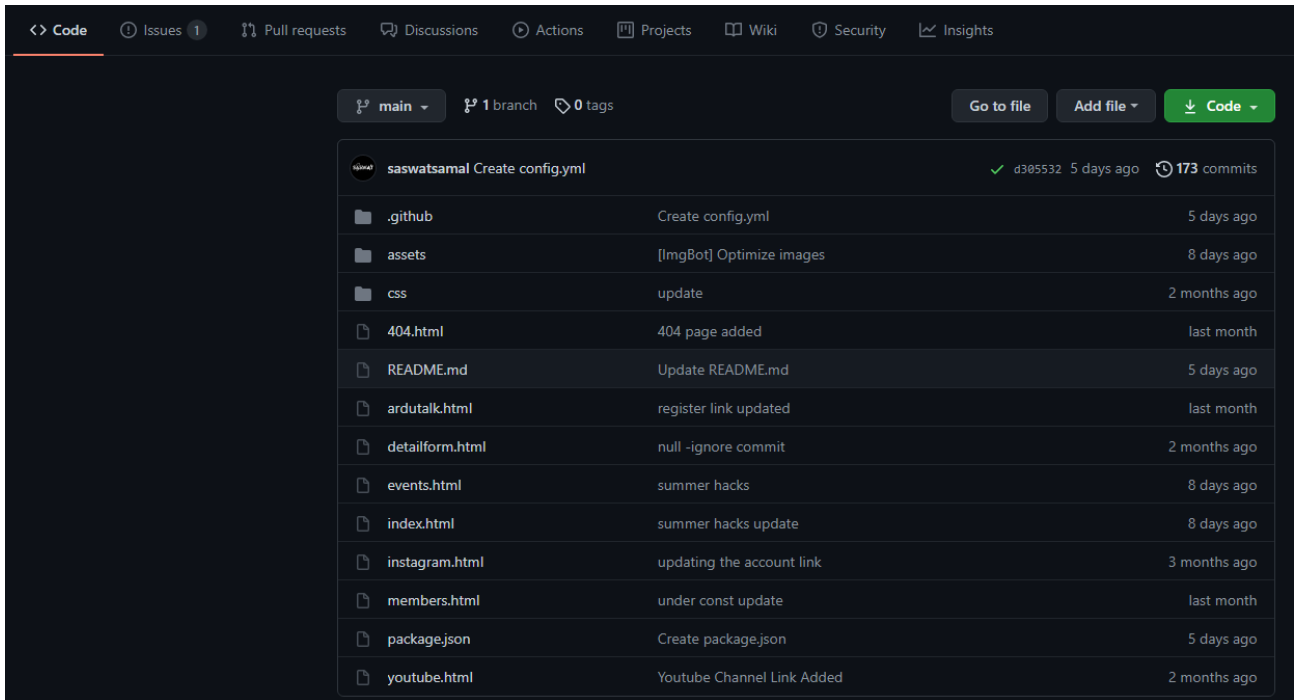 <> Code Issues 1 Pull requests Discussions Actions Projects Wiki Security Insights
main 1 branch 0 tags Go to file Add file Code
saswatsamal Create config.yml d305532 5 days ago 173 commits
.github Create config.yml 5 days ago
assets [ImgBot] Optimize images 8 days ago
css update 2 months ago
404.html 404 page added last month
README.md Update README.md 5 days ago
ardutalk.html register link updated last month
detailform.html null -ignore commit 2 months ago
events.html summer hacks 8 days ago
index.html summer hacks update 8 days ago
instagram.html updating the account link 3 months ago
members.html under const update last month
package.json Create package.json 5 days ago
youtube.html Youtube Channel Link Added 2 months ago